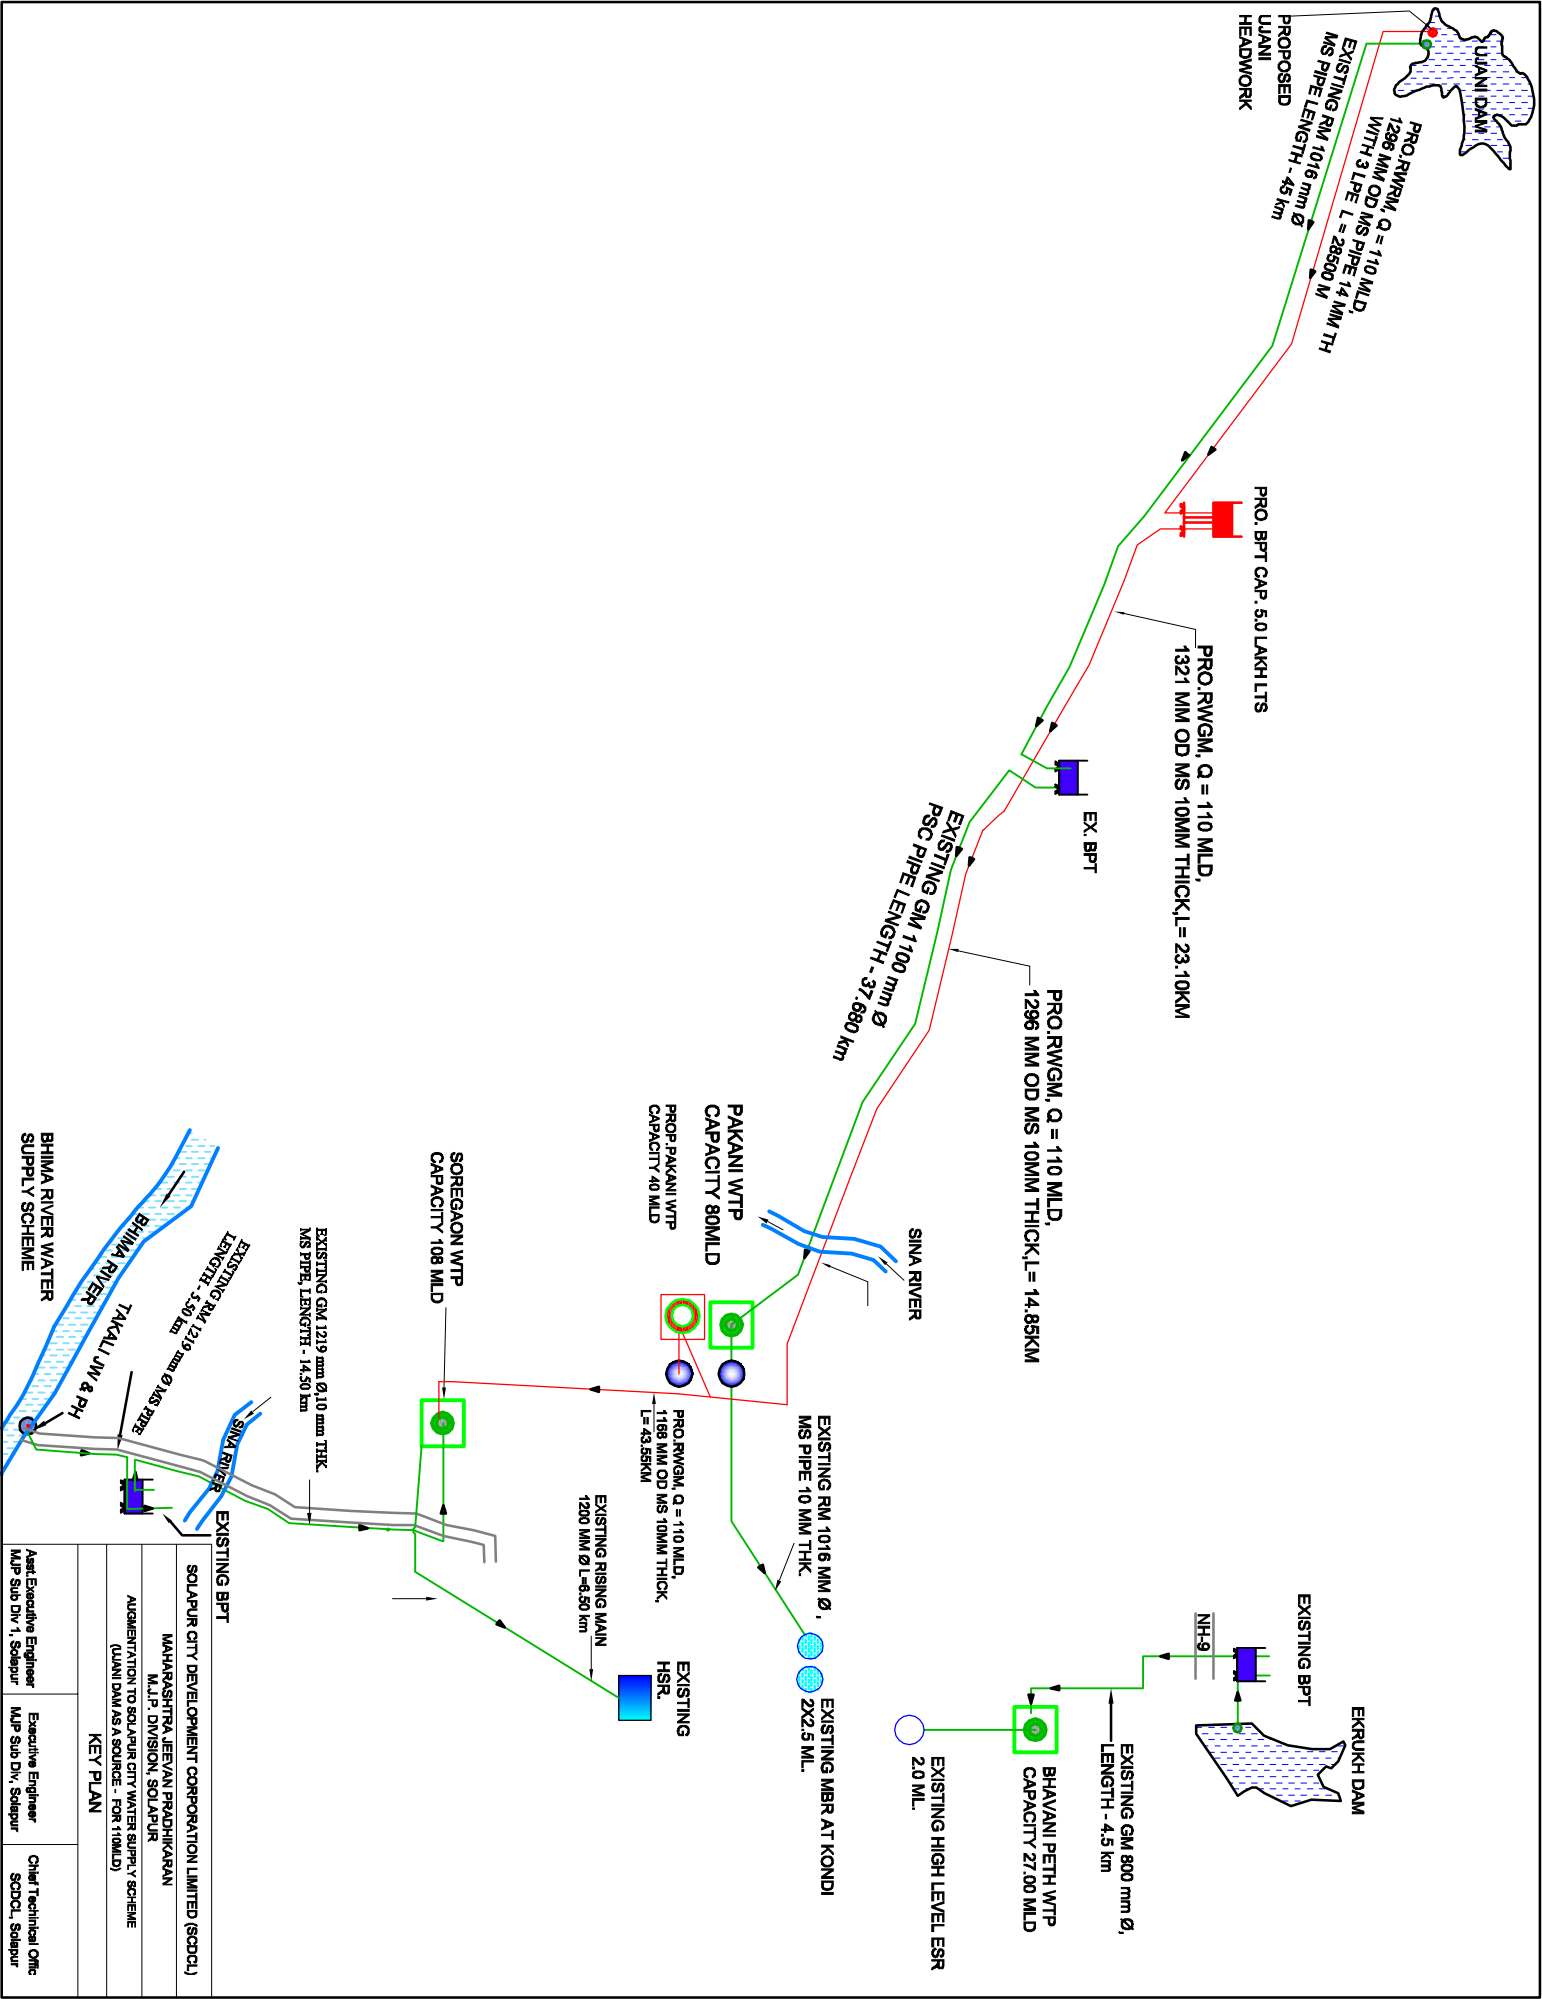 UJANI DAM
PROPOSED
UJANI
HEADWORK
EXISTING RM 1016 mm Ø
MS PIPE LENGTH - 45 km
PRO.RWRM, Q = 110 MLD,
1296 MM OD MS PIPE 14 MM TH
WITH 3 LPE  L = 28500 M
PRO. BPT CAP. 5.0 LAKH LTS
PRO.RWGM, Q = 110 MLD,
1321 MM OD MS 10MM THICK,L= 23.10KM
EX. BPT
EXISTING GM 1100 mm Ø
PSC PIPE LENGTH - 37.680 km
PRO.RWGM, Q = 110 MLD,
1296 MM OD MS 10MM THICK,L= 14.85KM
SINA RIVER
PAKANI WTP
CAPACITY 80MLD
PROP.PAKANI WTP
CAPACITY 40 MLD
SOREGAON WTP
CAPACITY 108 MLD
PRO.RWGM, Q = 110 MLD,
1168 MM OD MS 10MM THICK,
L= 43.55KM
EXISTING RM 1016 MM Ø ,
MS PIPE 10 MM THK.
EXISTING MBR AT KONDI
2X2.5 ML.
EXISTING RISING MAIN
1200 MM Ø L=6.50 km
EXISTING
HSR.
EXISTING BPT
NH-9
EKRUKH DAM
EXISTING GM 800 mm Ø,
LENGTH - 4.5 km
BHAVANI PETH WTP
CAPACITY 27.00 MLD
EXISTING HIGH LEVEL ESR
2.0 ML.
EXISTING GM 1219 mm Ø,10 mm THK.
MS PIPE, LENGTH - 14.50 km
EXISTING RM 1219 mm Ø MS PIPE
LENGTH - 5.50 km
BHIMA RIVER
TAKALI JW & PH
BHIMA RIVER WATER
SUPPLY SCHEME
SINA RIVER
EXISTING BPT
SOLAPUR CITY DEVELOPMENT CORPORATION LIMITED (SCDCL)
MAHARASHTRA JEEVAN PRADHIKARAN
M.J.P. DIVISION, SOLAPUR
AUGMENTATION TO SOLAPUR CITY WATER SUPPLY SCHEME
(UJANI DAM AS A SOURCE - FOR 110MLD)
KEY PLAN
Asst.Executive Engineer
MJP Sub Div 1, Solapur
Executive Engineer
MJP Sub Div, Solapur
Chief Techinical Offic
SCDCL, Solapur